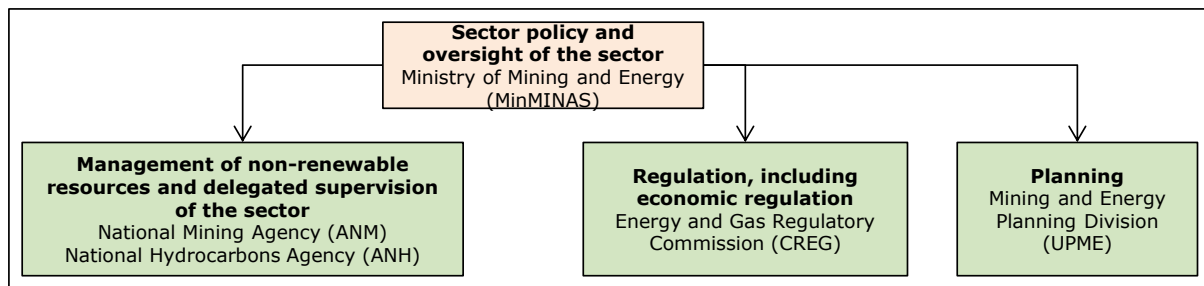 Sector policy and
oversight of the sector
Ministry of Mining and Energy
(MinMINAS)
Management of non-renewable
resources and delegated supervision
of the sector
National Mining Agency (ANM)
National Hydrocarbons Agency (ANH)
Regulation, including
economic regulation
Energy and Gas Regulatory
Commission (CREG)
Planning
Mining and Energy
Planning Division
(UPME)